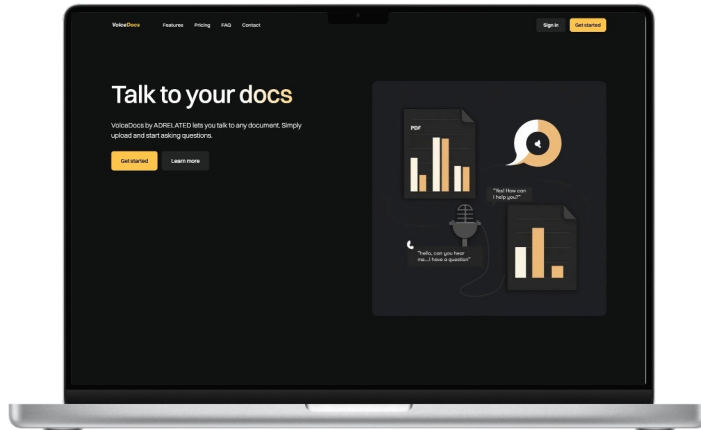 VoiceDocs
Features Pricing FAQ Contact
Sign in Get started
Talk to your docs
VoiceDocs by ADRELATED lets you talk to any document. Simply
upload and start asking questions.
Get started Learn more
PDF
"Yes! How can
I help you?"
"hello, can you hear
me...I have a question"